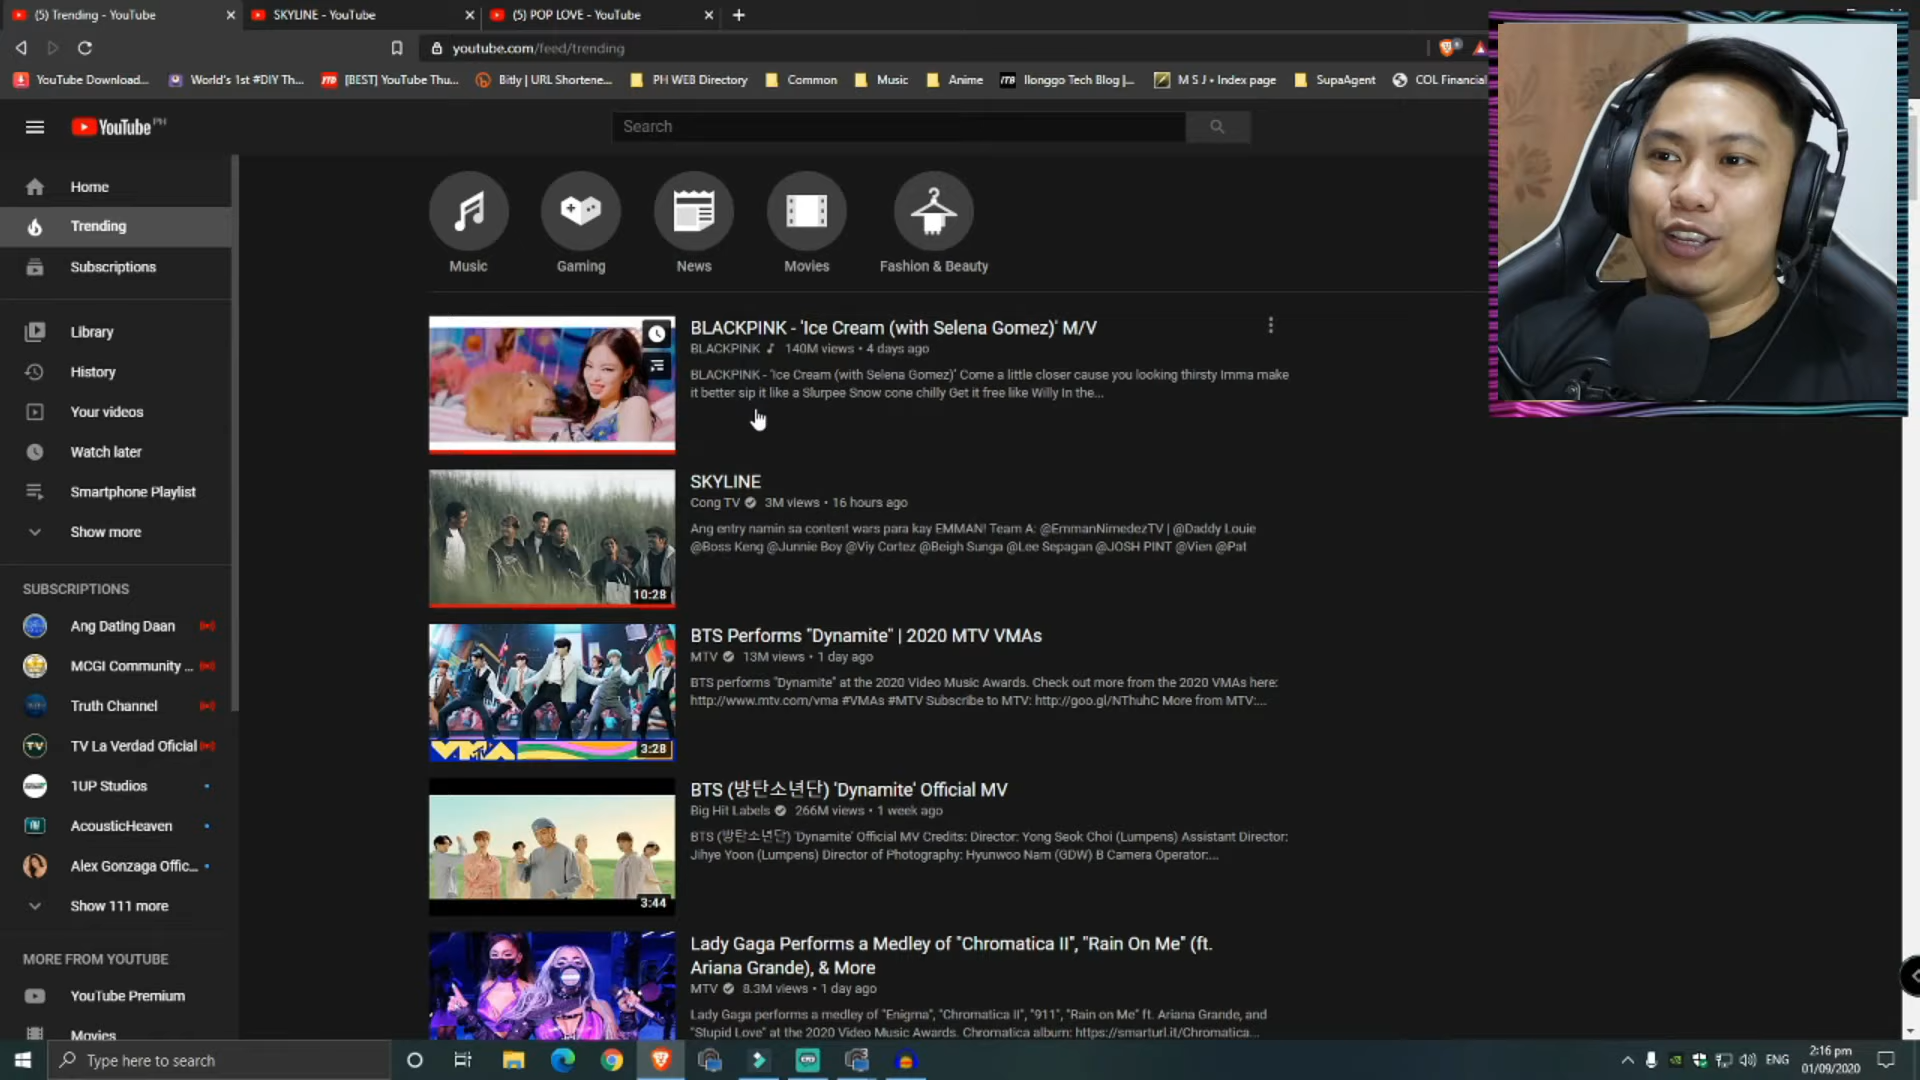 (5) Trending - YouTube
SKYLINE - YouTube
(5) POP LOVE - YouTube
youtube.com/feed/trending
YouTube Download...
World's 1st #DIY Th...
[BEST] YouTube Thu...
Bitly | URL Shortene...
PH WEB Directory
Common
Music
Anime
Ilonggo Tech Blog |...
M S J • Index page
SupaAgent
COL Financial
YouTube PH
Search
Home
Trending
Subscriptions
Library
History
Your videos
Watch later
Smartphone Playlist
Show more
SUBSCRIPTIONS
Ang Dating Daan
MCGI Community ...
Truth Channel
TV La Verdad Oficial
1UP Studios
AcousticHeaven
Alex Gonzaga Offic...
Show 111 more
MORE FROM YOUTUBE
YouTube Premium
Movies
Music
Gaming
News
Movies
Fashion & Beauty
BLACKPINK - 'Ice Cream (with Selena Gomez)' M/V
BLACKPINK ♪ 140M views • 4 days ago
BLACKPINK - 'Ice Cream (with Selena Gomez)' Come a little closer cause you looking thirsty Imma make
it better sip it like a Slurpee Snow cone chilly Get it free like Willy In the...
SKYLINE
Cong TV 3M views • 16 hours ago
Ang entry namin sa content wars para kay EMMAN! Team A: @EmmanNimedezTV | @Daddy Louie
@Boss Keng @Junnie Boy @Viy Cortez @Beigh Sunga @Lee Sepagan @JOSH PINT @Vien @Pat
10:28
BTS Performs "Dynamite" | 2020 MTV VMAs
MTV 13M views • 1 day ago
BTS performs "Dynamite" at the 2020 Video Music Awards. Check out more from the 2020 VMAs here:
http://www.mtv.com/vma #VMAs #MTV Subscribe to MTV: http://goo.gl/NThuhC More from MTV:...
VMA
3:28
BTS (방탄소년단) 'Dynamite' Official MV
Big Hit Labels 266M views • 1 week ago
BTS (방탄소년단) 'Dynamite' Official MV Credits: Director: Yong Seok Choi (Lumpens) Assistant Director:
Jihye Yoon (Lumpens) Director of Photography: Hyunwoo Nam (GDW) B Camera Operator:...
3:44
Lady Gaga Performs a Medley of "Chromatica II", "Rain On Me" (ft.
Ariana Grande), & More
MTV 8.3M views • 1 day ago
Lady Gaga performs a medley of "Enigma", "Chromatica II", "911", "Rain on Me" ft. Ariana Grande, and
"Stupid Love" at the 2020 Video Music Awards. Chromatica album: https://smarturl.it/Chromatica...
Type here to search
ENG
2:16 pm
01/09/2020